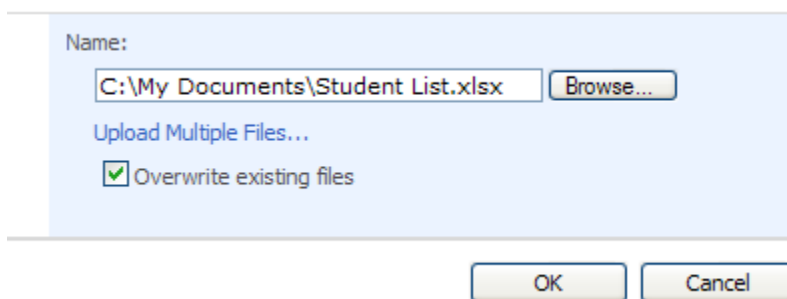 Name:
C:\My Documents\Student List.xlsx Browse...
Upload Multiple Files...
Overwrite existing files
OK Cancel